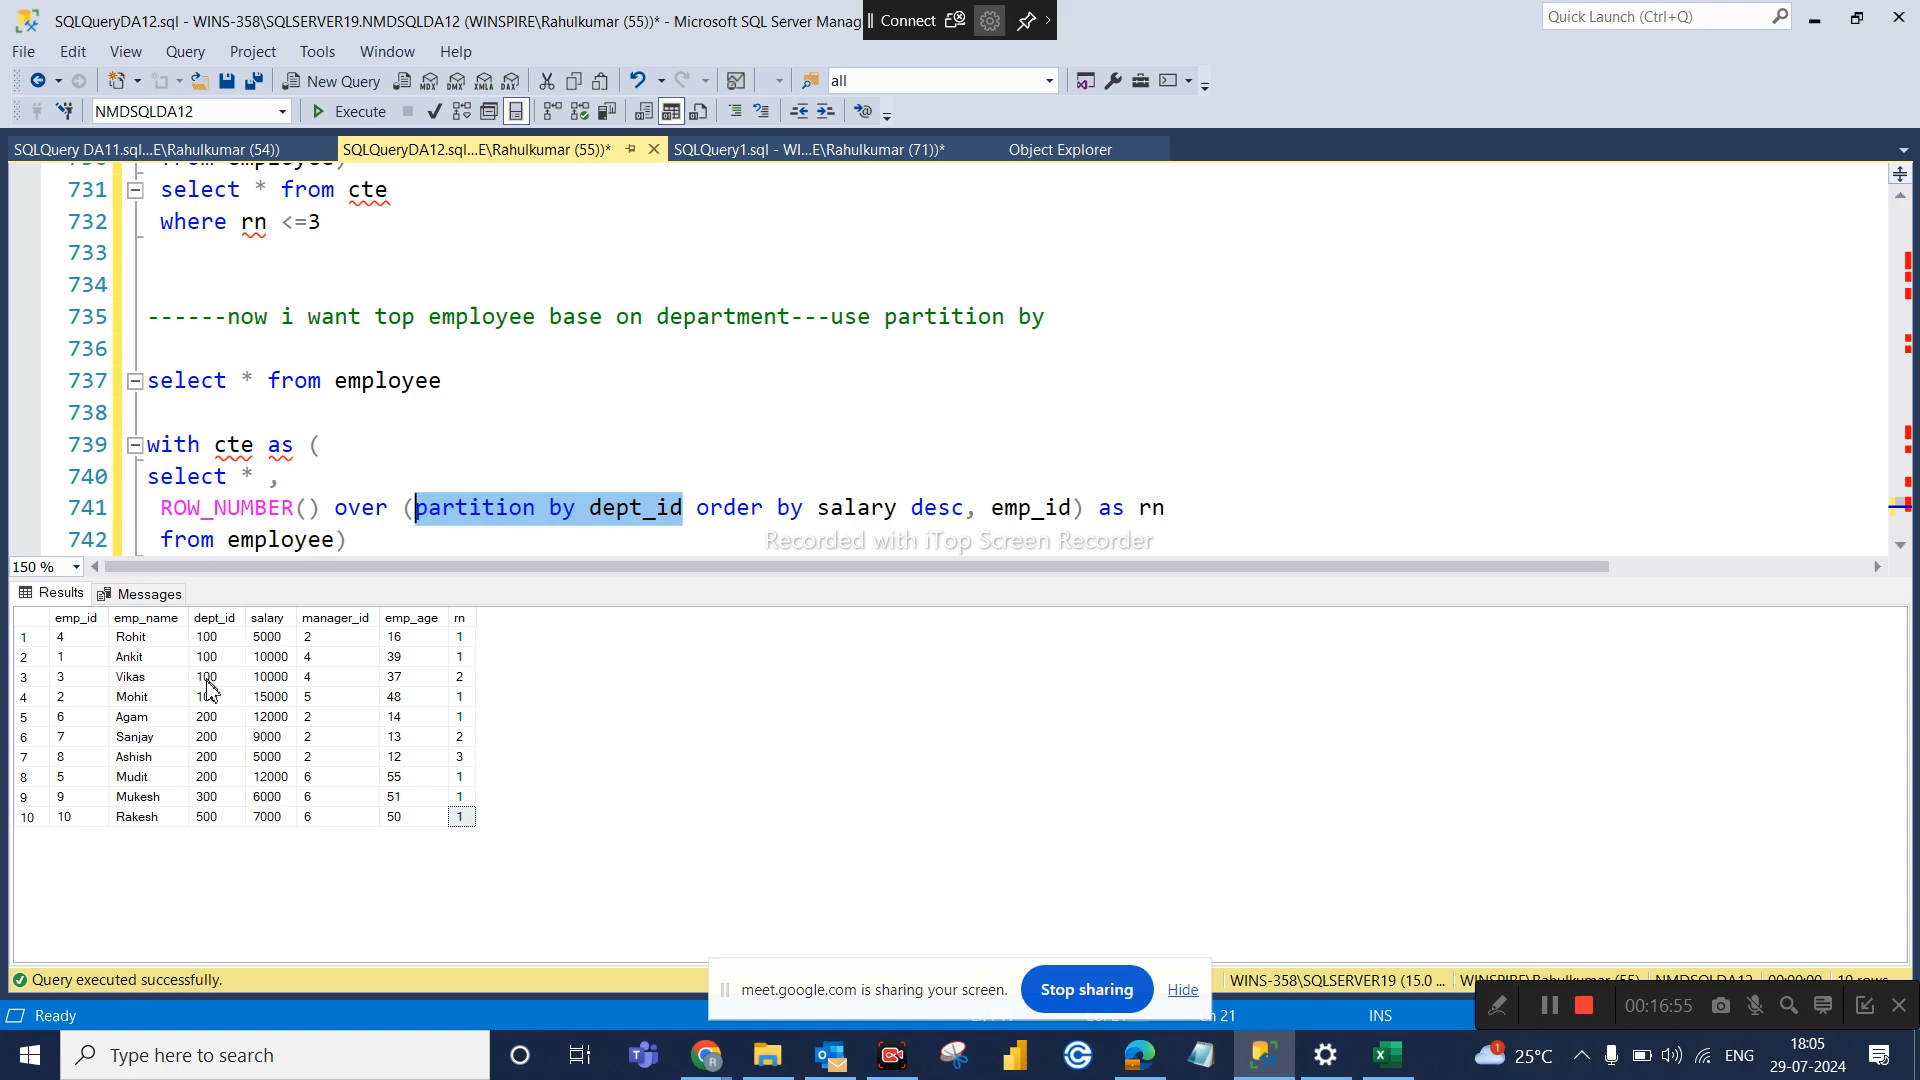 SQLQueryDA12.sql - WINS-358\SQLSERVER19.NMDSQLDA12 (WINSPIRE\Rahulkumar (55))* - Microsoft SQL Server Manag
Connect
Quick Launch (Ctrl+Q)
File Edit View Query Project Tools Window Help
New Query
all
NMDSQLDA12
Execute
SQLQuery DA11.sql...E\Rahulkumar (54))
SQLQueryDA12.sql...E\Rahulkumar (55))*
SQLQuery1.sql - WI...E\Rahulkumar (71))*
Object Explorer
731 select * from cte
732 where rn <=3
733
734
735 ------now i want top employee base on department---use partition by
736
737 select * from employee
738
739 with cte as (
740 select * ,
741 ROW_NUMBER() over (partition by dept_id order by salary desc, emp_id) as rn
742 from employee)
Recorded with iTop Screen Recorder
150 %
Results Messages
emp_id emp_name dept_id salary manager_id emp_age rn
1 4 Rohit 100 5000 2 16 1
2 1 Ankit 100 10000 4 39 1
3 3 Vikas 100 10000 4 37 2
4 2 Mohit 15000 5 48 1
5 6 Agam 200 12000 2 14 1
6 7 Sanjay 200 9000 2 13 2
7 8 Ashish 200 5000 2 12 3
8 5 Mudit 200 12000 6 55 1
9 9 Mukesh 300 6000 6 51 1
10 10 Rakesh 500 7000 6 50 1
Query executed successfully.
WINS-358\SQLSERVER19 (15.0 ...
meet.google.com is sharing your screen.
Stop sharing
Hide
Ready
INS
00:16:55
Type here to search
1
25°C
ENG
18:05
29-07-2024